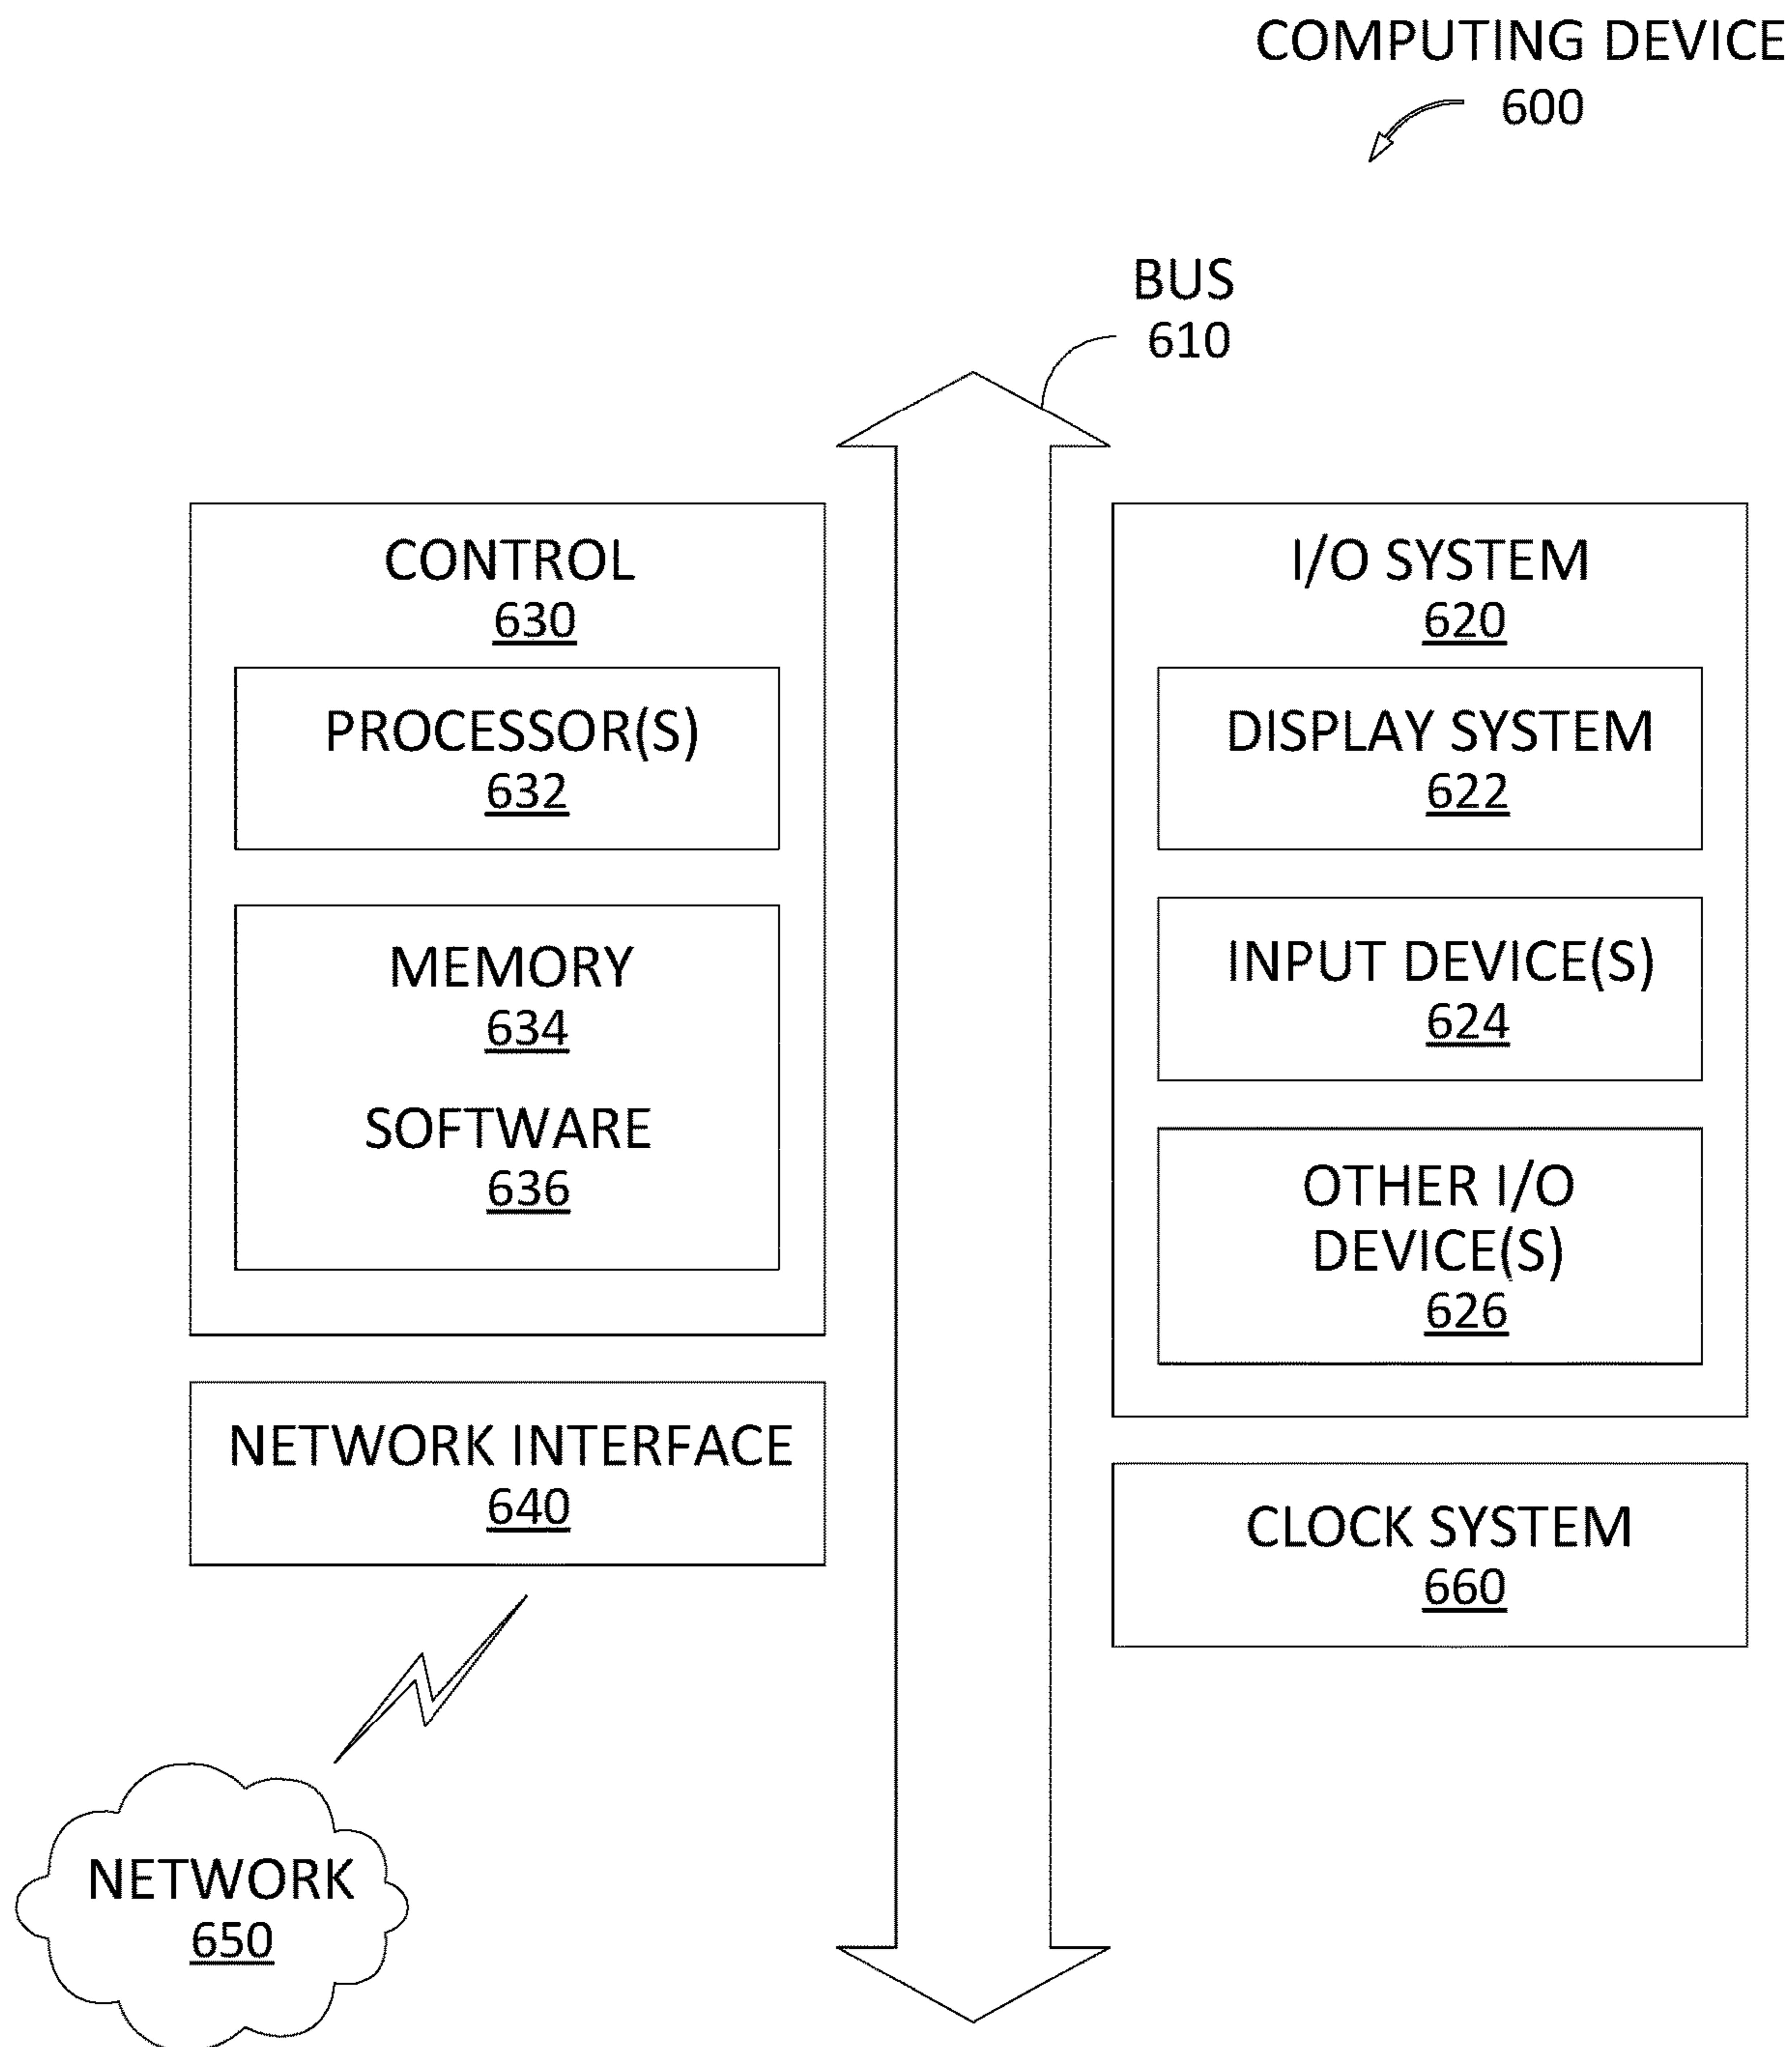 COMPUTING DEVICE
600
BUS
610
CONTROL
630
PROCESSOR(S)
632
MEMORY
634
SOFTWARE
636
NETWORK INTERFACE
640
NETWORK
650
I/O SYSTEM
620
DISPLAY SYSTEM
622
INPUT DEVICE(S)
624
OTHER I/O
DEVICE(S)
626
CLOCK SYSTEM
660